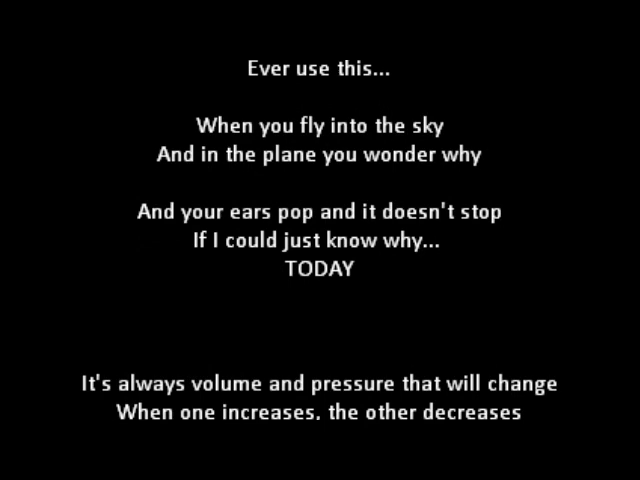 Ever use this...
When you fly into the sky
And in the plane you wonder why
And your ears pop and it doesn't stop
If I could just know why...
TODAY
It's always volume and pressure that will change
When one increases, the other decreases